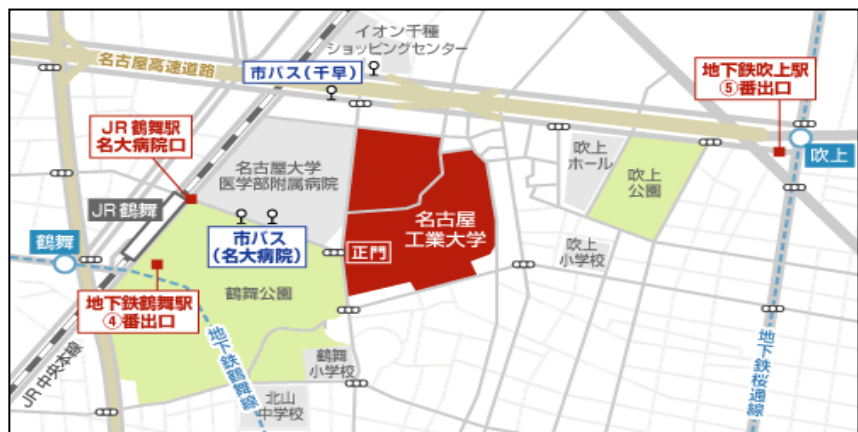 イオン千種
ショッピングセンター
名古屋高速道路
市バス(千早)
地下鉄吹上駅
⑤番出口
JR鶴舞駅
名大病院口
吹上
名古屋大学
医学部附属病院
吹上
ホール
吹上
公園
JR鶴舞
名古屋
工業大学
市バス
(名大病院)
正門
吹上
小学校
鶴舞
地下鉄鶴舞駅
④番出口
鶴舞公園
地下鉄鶴舞線
地下鉄桜通線
JR中央本線
鶴舞
小学校
北山
中学校